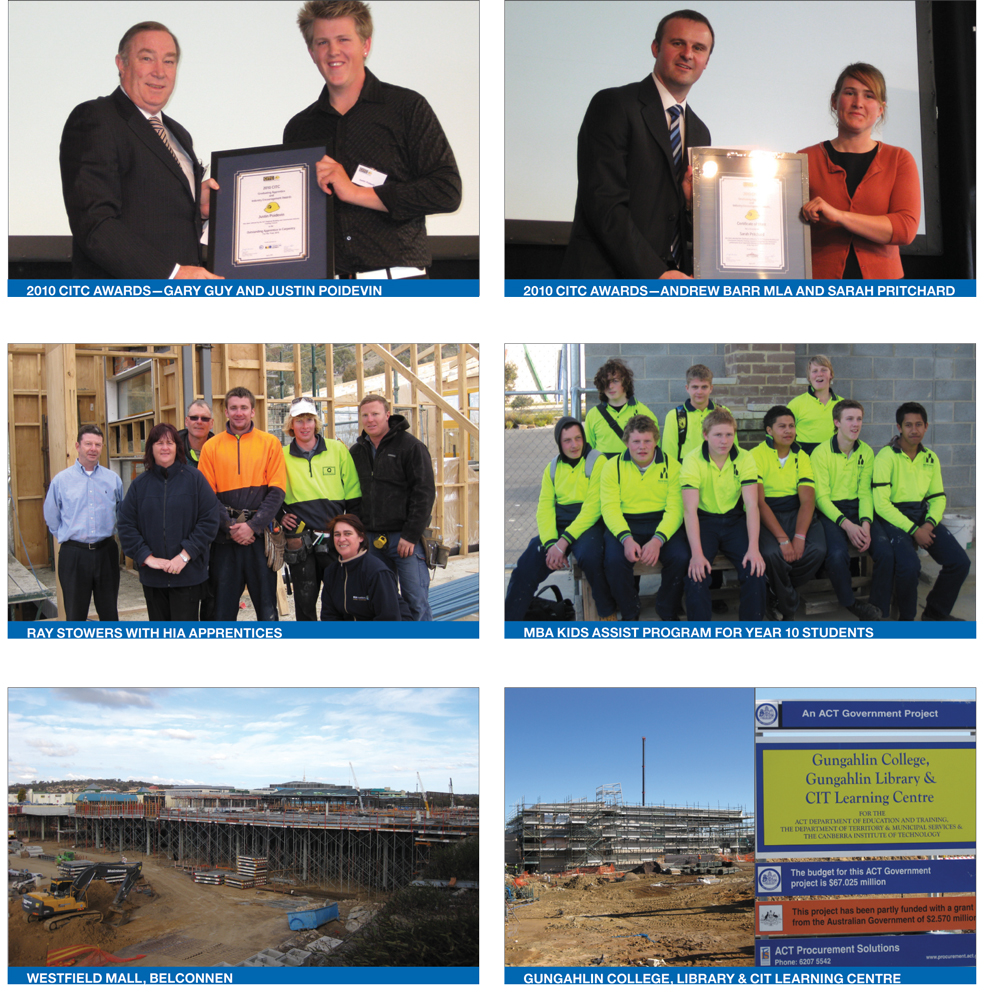 2010 CITC
2010 CITC AWARDS—GARY GUY AND JUSTIN POIDEVIN
2010 CITC AWARDS—ANDREW BARR MLA AND SARAH PRITCHARD
RAY STOWERS WITH HIA APPRENTICES
MBA KIDS ASSIST PROGRAM FOR YEAR 10 STUDENTS
WESTFIELD MALL, BELCONNEN
An ACT Government Project
Gungahlin College,
Gungahlin Library &
CIT Learning Centre
FOR THE
ACT DEPARTMENT OF EDUCATION AND TRAINING,
THE DEPARTMENT OF TERRITORY & MUNICIPAL SERVICES &
THE CANBERRA INSTITUTE OF TECHNOLOGY
The budget for this ACT Government
project is $67.025 million
This project has been partly funded with a grant
from the Australian Government of $2.570 million
ACT Procurement Solutions
Phone: 6207 5542
www.procurement.act.
GUNGAHLIN COLLEGE, LIBRARY & CIT LEARNING CENTRE